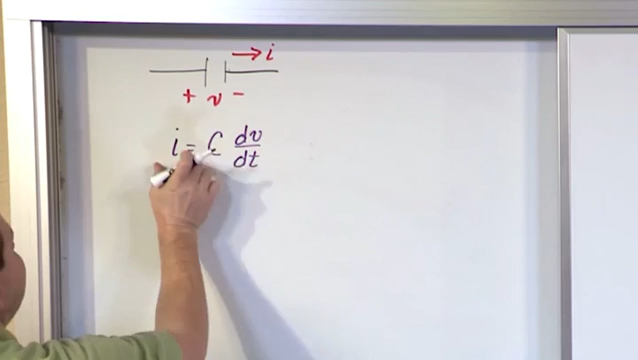 → i
+ v -
i = C dv/dt